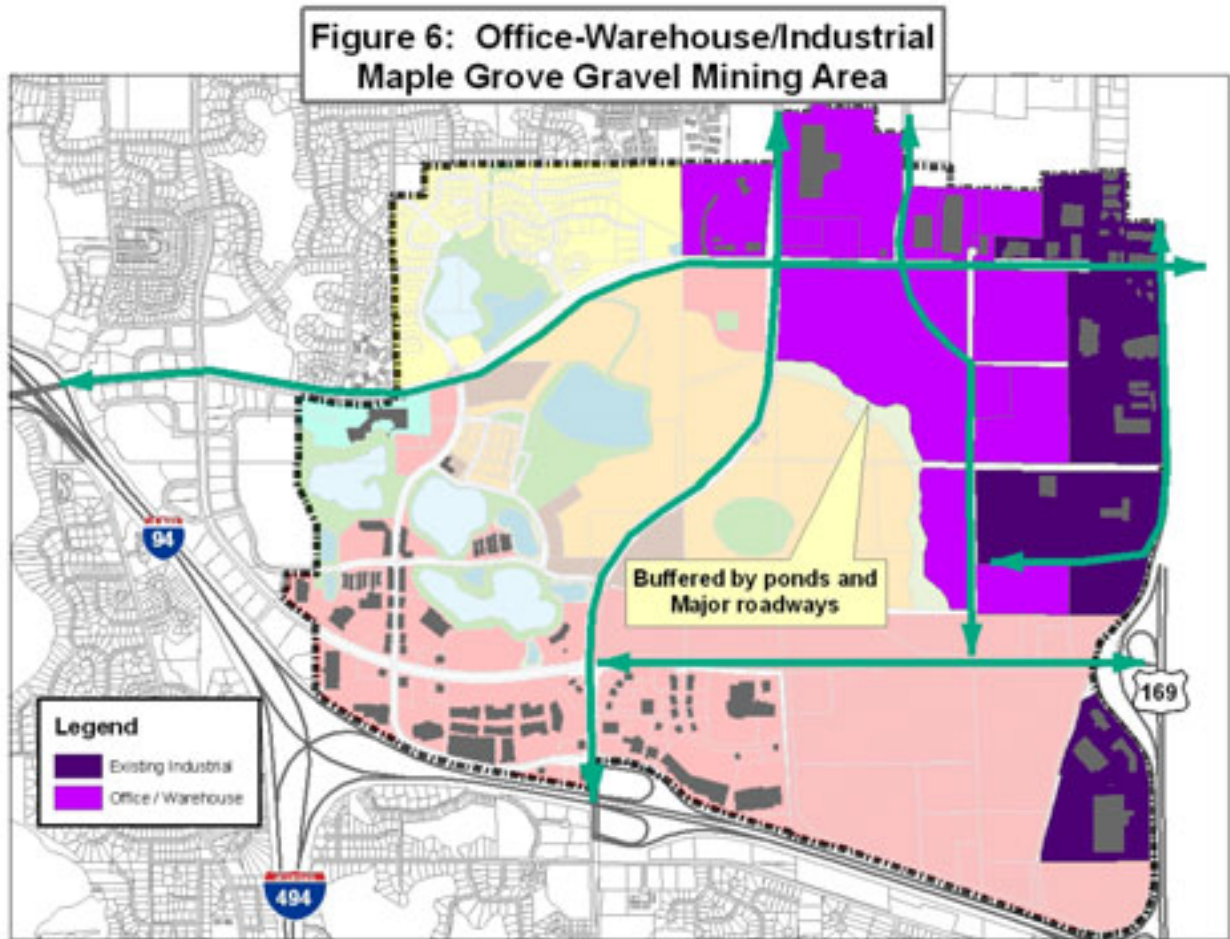 Figure 6: Office-Warehouse/Industrial
Maple Grove Gravel Mining Area
94
Buffered by ponds and
Major roadways
169
Legend
Existing Industrial
Office / Warehouse
494